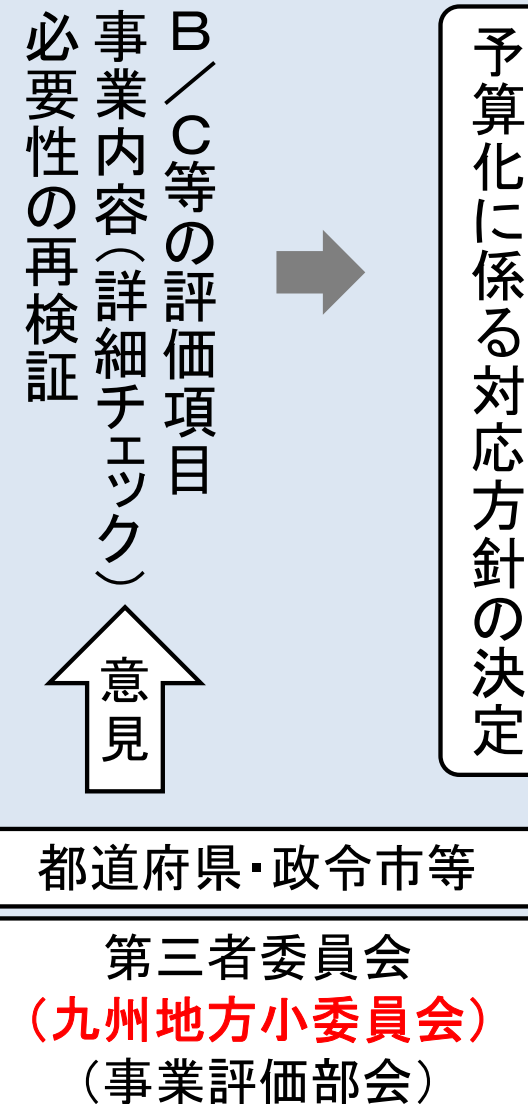 B/C等の評価項目
事業内容(詳細チェック)
必要性の再検証
予算化に係る対応方針の決定
意見
都道府県・政令市等
第三者委員会
(九州地方小委員会)
(事業評価部会)